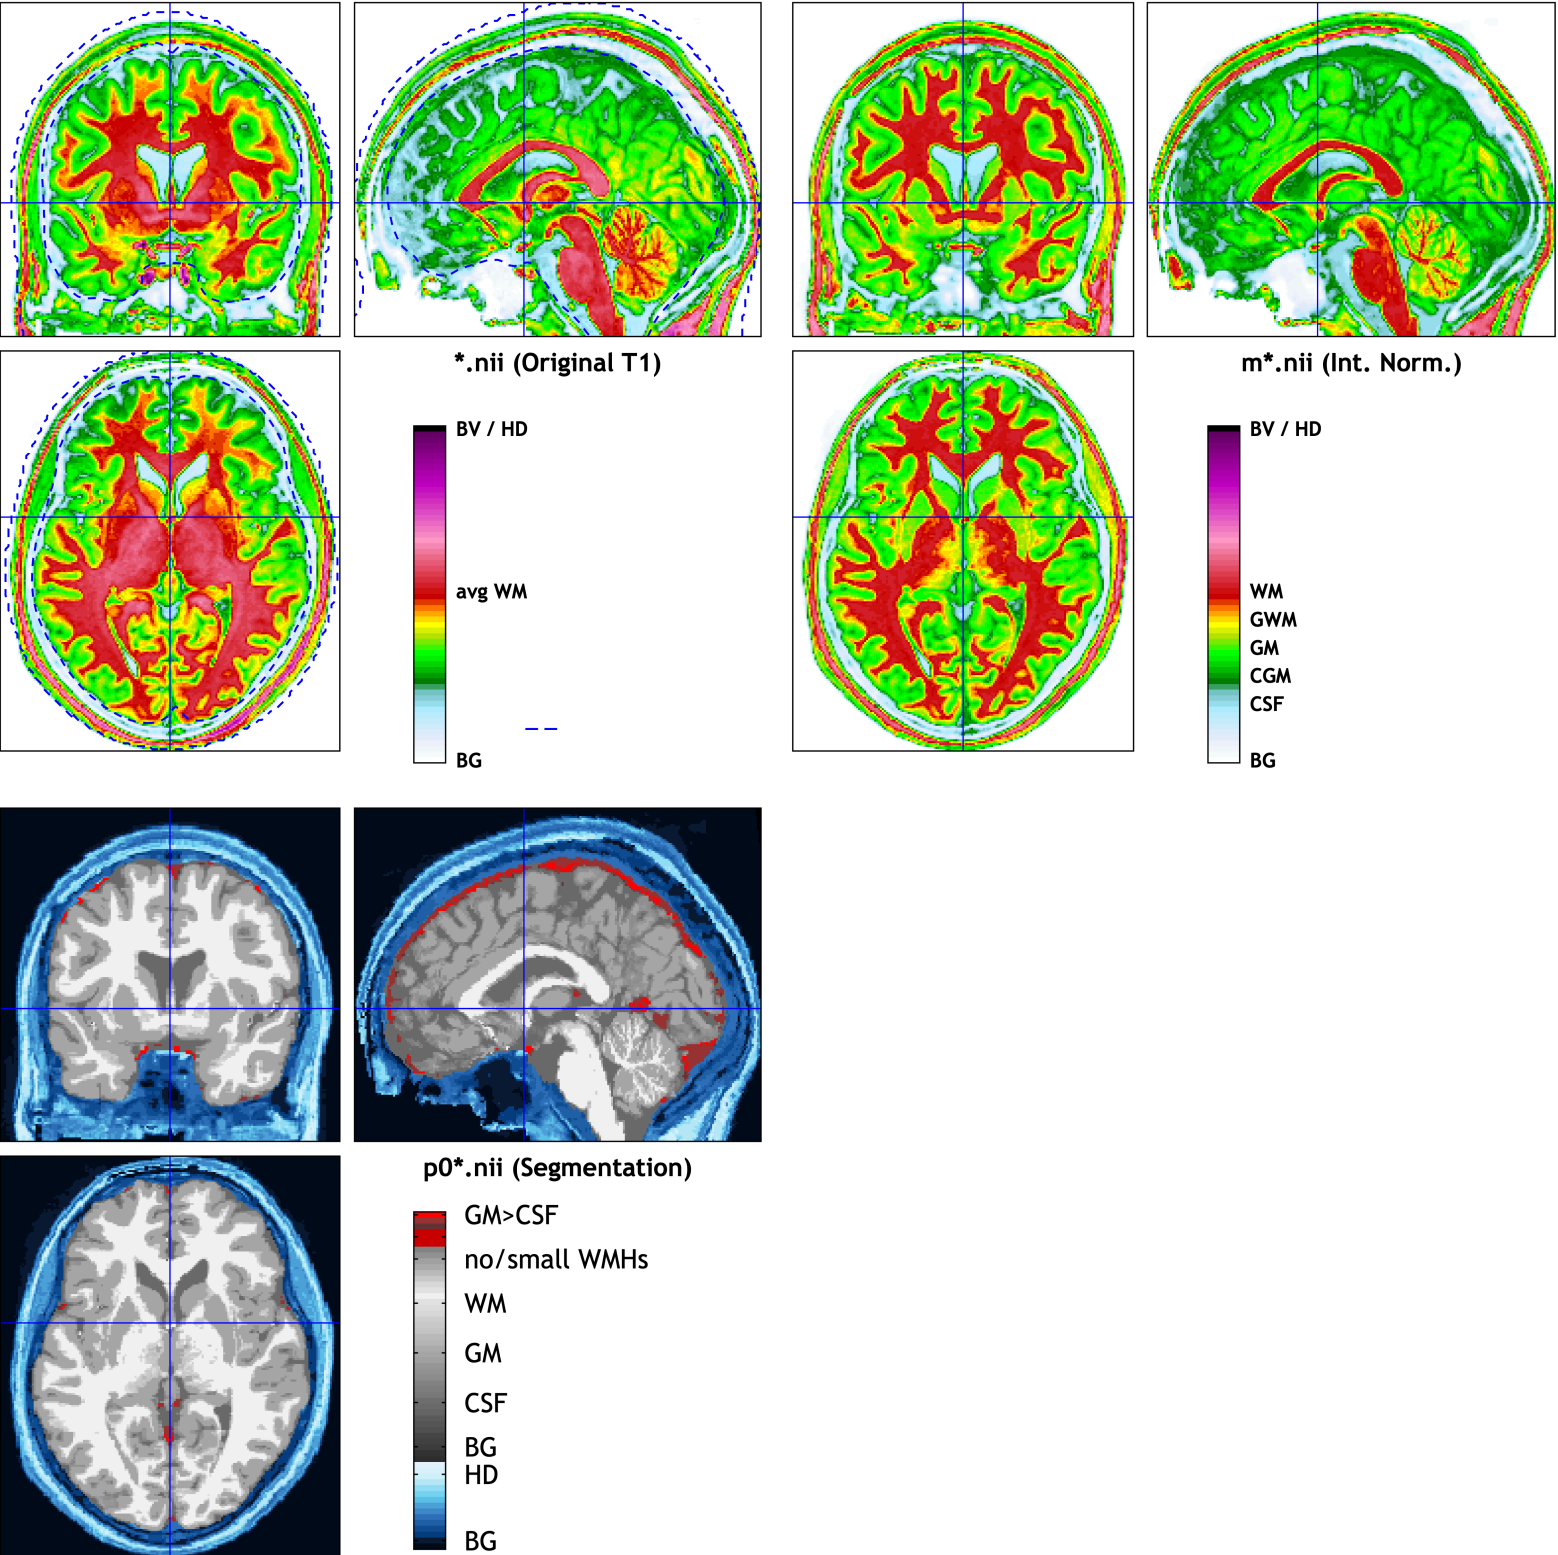 *.nii (Original T1)
BV / HD
avg WM
BG
m*.nii (Int. Norm.)
BV / HD
WM
GWM
GM
CGM
CSF
BG
p0*.nii (Segmentation)
GM>CSF
no/small WMHs
WM
GM
CSF
BG
HD
BG